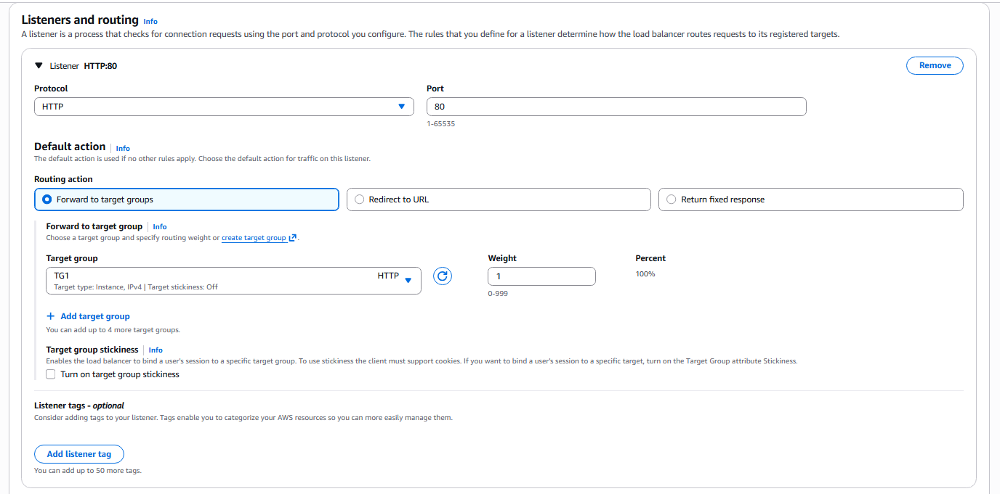 Listeners and routing Info
A listener is a process that checks for connection requests using the port and protocol you configure. The rules that you define for a listener determine how the load balancer routes requests to its registered targets.
Listener HTTP:80
Remove
Protocol
Port
HTTP
80
1-65535
Default action Info
The default action is used if no other rules apply. Choose the default action for traffic on this listener.
Routing action
Forward to target groups
Redirect to URL
Return fixed response
Forward to target group Info
Choose a target group and specify routing weight or create target group .
Target group
Weight
Percent
TG1
HTTP
Target type: Instance, IPv4 | Target stickiness: Off
1
100%
0-999
Add target group
You can add up to 4 more target groups.
Target group stickiness Info
Enables the load balancer to bind a user's session to a specific target group. To use stickiness the client must support cookies. If you want to bind a user's session to a specific target, turn on the Target Group attribute Stickiness.
Turn on target group stickiness
Listener tags - optional
Consider adding tags to your listener. Tags enable you to categorize your AWS resources so you can more easily manage them.
Add listener tag
You can add up to 50 more tags.